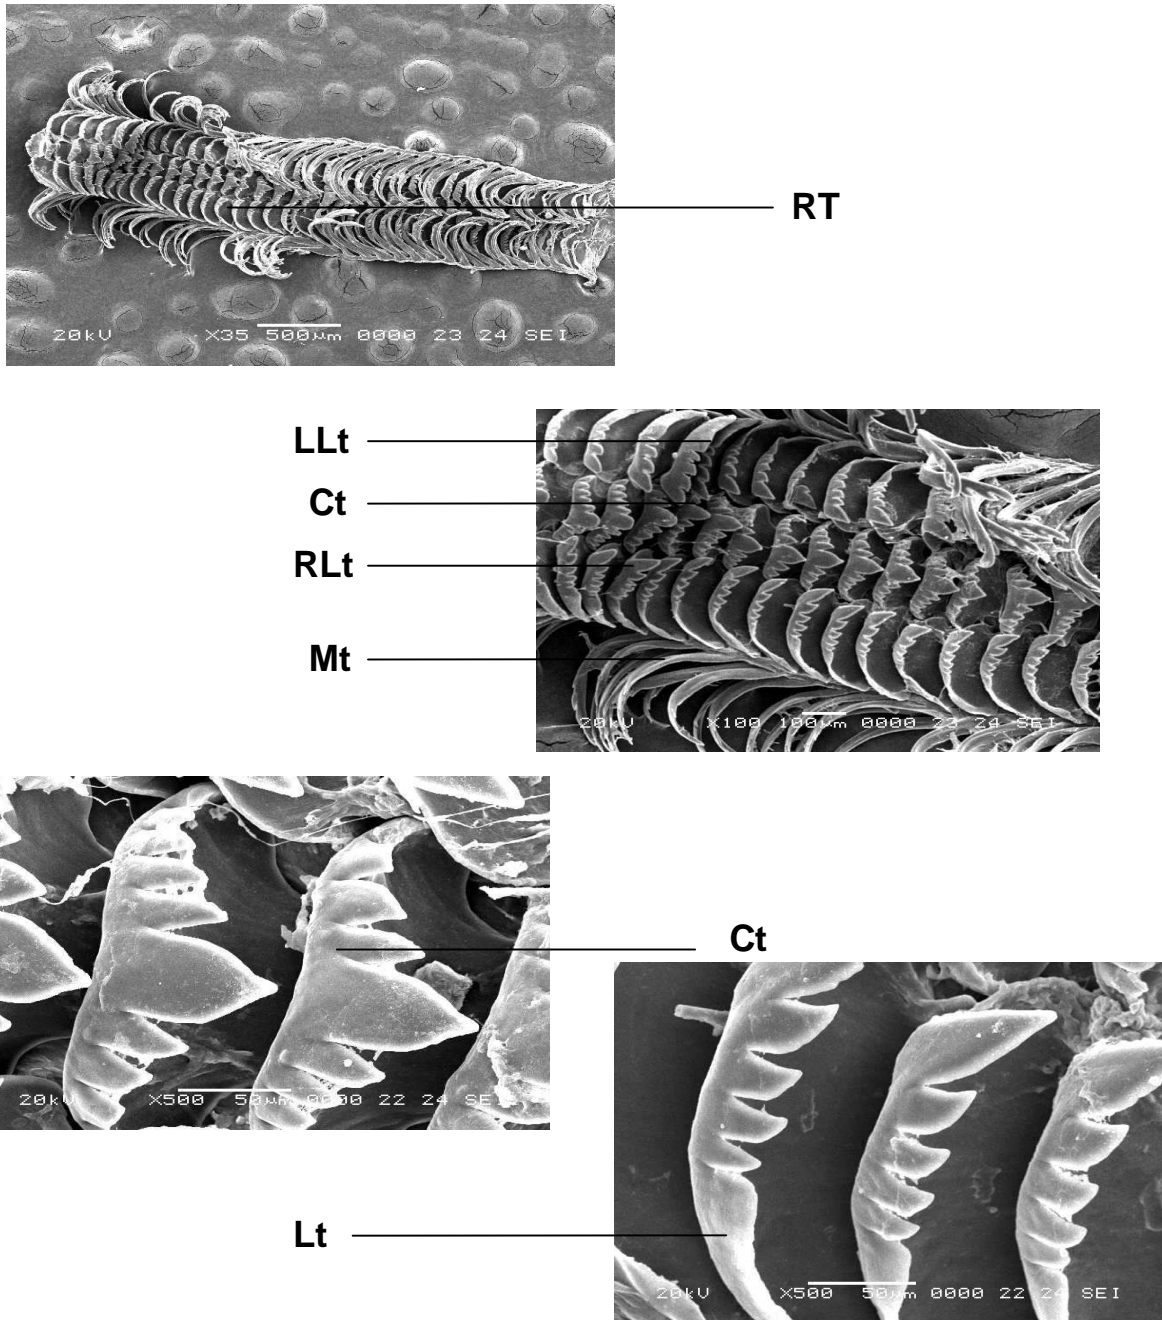 RT
20kV X35 500µm 0000 23 24 SEI
LLt
Ct
RLt
Mt
20kV X100 100µm 0000 23 24 SEI
20kV X500 50µm 0000 22 24 SEI
Ct
Lt
20kV X500 50µm 0000 22 24 SEI